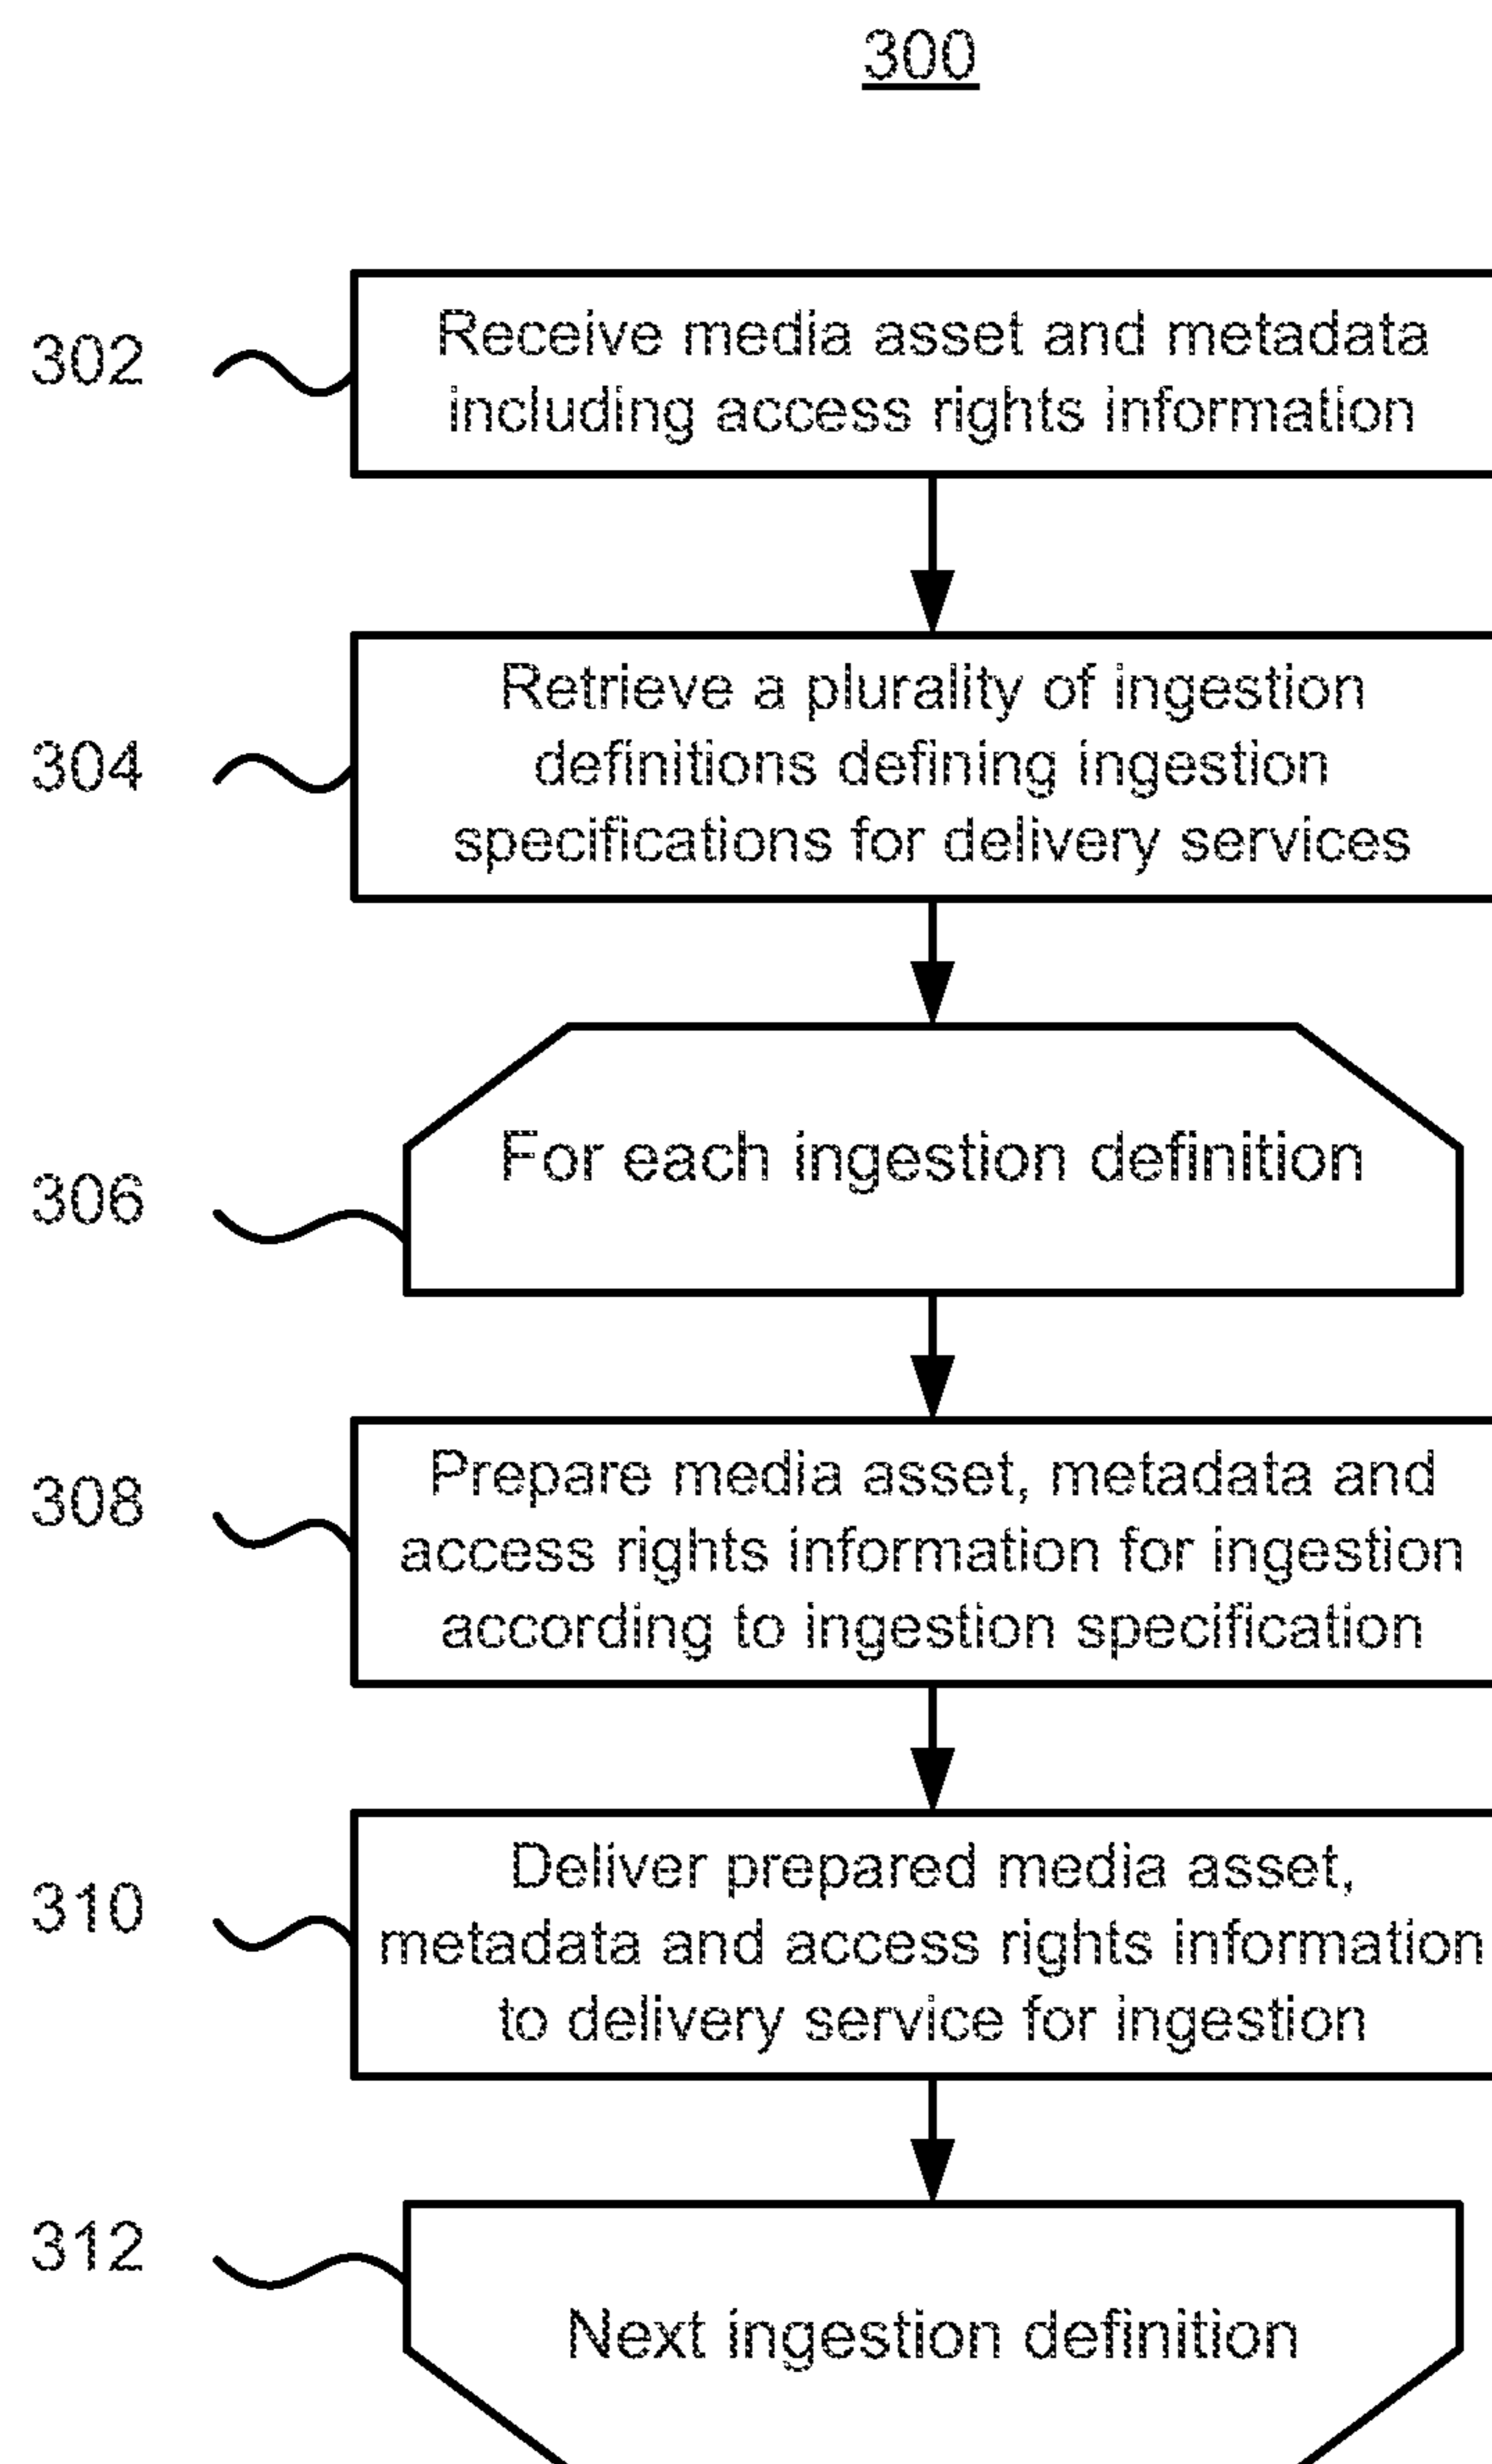 300
302
Receive media asset and metadata
including access rights information
304
Retrieve a plurality of ingestion
definitions defining ingestion
specifications for delivery services
306
For each ingestion definition
308
Prepare media asset, metadata and
access rights information for ingestion
according to ingestion specification
310
Deliver prepared media asset,
metadata and access rights information
to delivery service for ingestion
312
Next ingestion definition